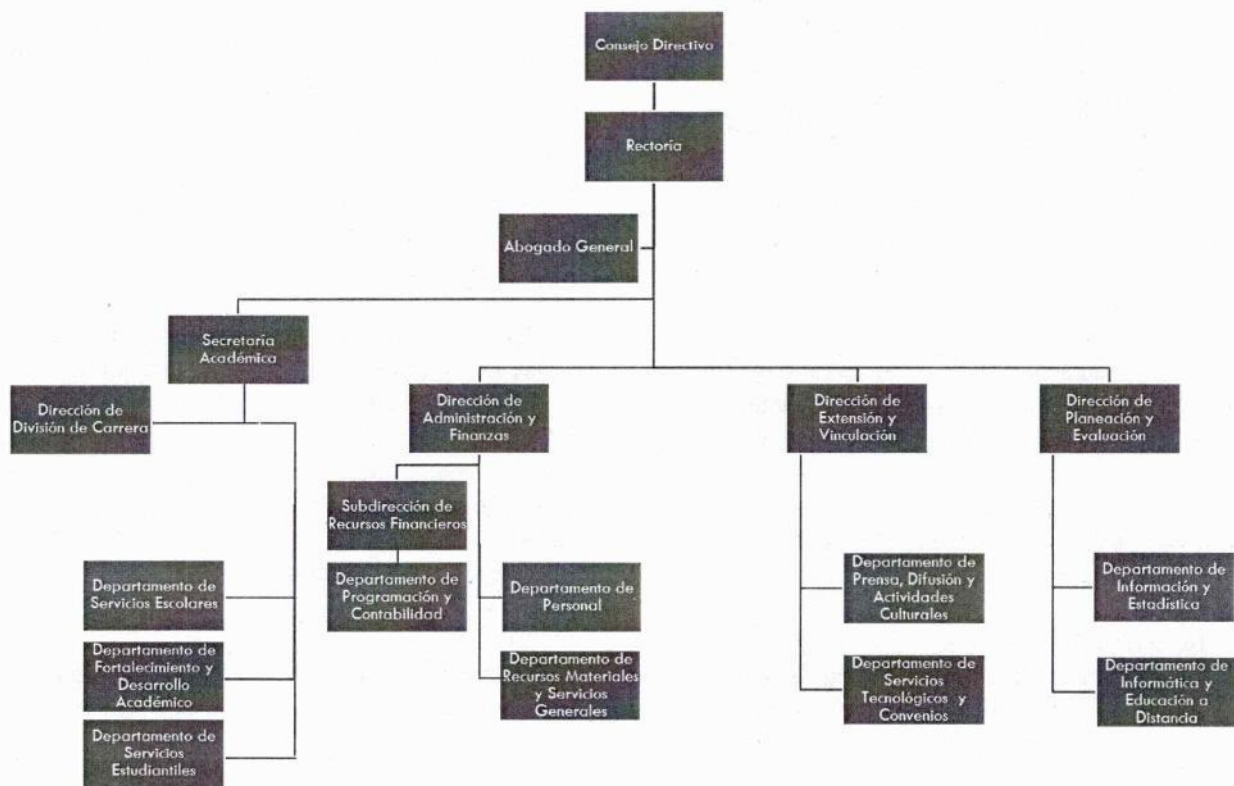 Consejo Directivo
Rectoría
Abogado General
Secretaría
Académica
Dirección de
División de Carrera
Dirección de
Administración y
Finanzas
Dirección de
Extensión y
Vinculación
Dirección de
Planeación y
Evaluación
Subdirección de
Recursos Financieros
Departamento de
Servicios Escolares
Departamento de
Programación y
Contabilidad
Departamento de
Personal
Departamento de
Prensa, Difusión y
Actividades
Culturales
Departamento de
Información y
Estadística
Departamento de
Fortalecimiento y
Desarrollo
Académico
Departamento de
Recursos Materiales
y Servicios
Generales
Departamento de
Servicios
Tecnológicos y
Convenios
Departamento de
Informática y
Educación a
Distancia
Departamento de
Servicios
Estudiantiles